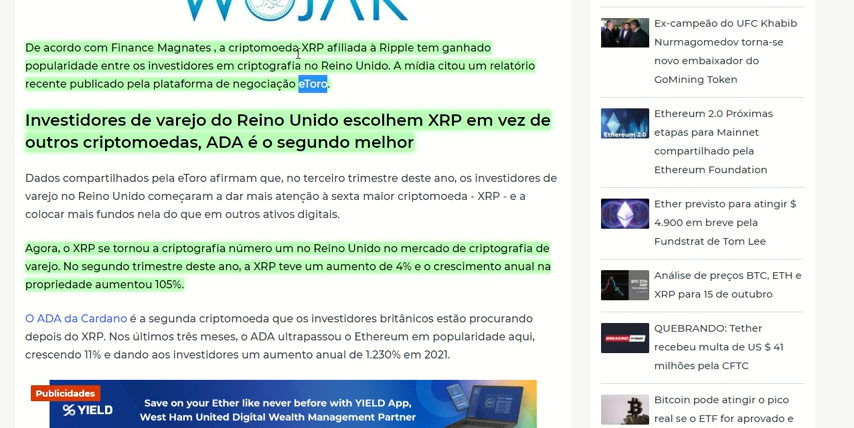 WOJAK
De acordo com Finance Magnates , a criptomoeda XRP afiliada à Ripple tem ganhado
popularidade entre os investidores em criptografia no Reino Unido. A mídia citou um relatório
recente publicado pela plataforma de negociação eToro.
Investidores de varejo do Reino Unido escolhem XRP em vez de
outros criptomoedas, ADA é o segundo melhor
Dados compartilhados pela eToro afirmam que, no terceiro trimestre deste ano, os investidores de
varejo no Reino Unido começaram a dar mais atenção à sexta maior criptomoeda - XRP - e a
colocar mais fundos nela do que em outros ativos digitais.
Agora, o XRP se tornou a criptografia número um no Reino Unido no mercado de criptografia de
varejo. No segundo trimestre deste ano, a XRP teve um aumento de 4% e o crescimento anual na
propriedade aumentou 105%.
O ADA da Cardano é a segunda criptomoeda que os investidores britânicos estão procurando
depois do XRP. Nos últimos três meses, o ADA ultrapassou o Ethereum em popularidade aqui,
crescendo 11% e dando aos investidores um aumento anual de 1.230% em 2021.
Publicidades
YIELD
Save on your Ether like never before with YIELD App,
West Ham United Digital Wealth Management Partner
Ex-campeão do UFC Khabib
Nurmagomedov torna-se
novo embaixador do
GoMining Token
Ethereum 2.0
Ethereum 2.0 Próximas
etapas para Mainnet
compartilhado pela
Ethereum Foundation
Ether previsto para atingir $
4.900 em breve pela
Fundstrat de Tom Lee
Análise de preços BTC, ETH e
XRP para 15 de outubro
BREAKING
QUEBRANDO: Tether
recebeu multa de US $ 41
milhões pela CFTC
Bitcoin pode atingir o pico
real se o ETF for aprovado e